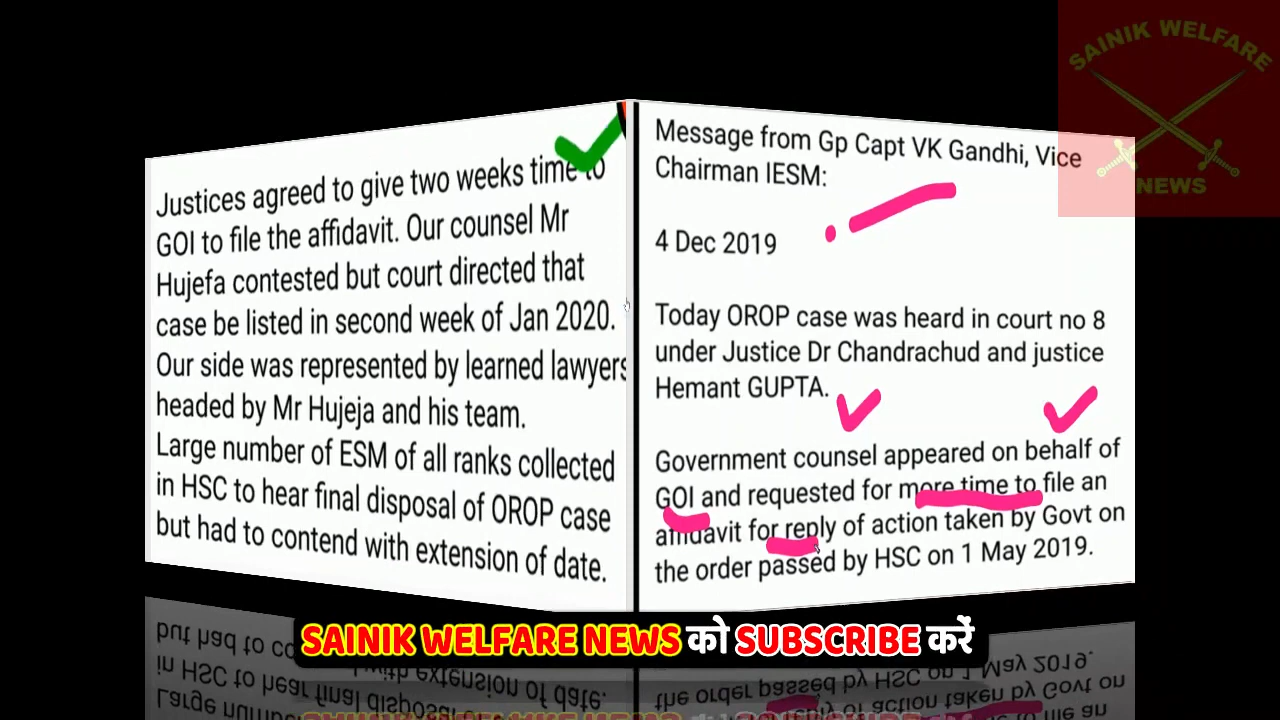 Justices agreed to give two weeks time to
GOI to file the affidavit. Our counsel Mr
Hujefa contested but court directed that
case be listed in second week of Jan 2020.
Our side was represented by learned lawyers
headed by Mr Hujeja and his team.
Large number of ESM of all ranks collected
in HSC to hear final disposal of OROP case
but had to contend with extension of date.
Message from Gp Capt VK Gandhi, Vice
Chairman IESM:
4 Dec 2019
Today OROP case was heard in court no 8
under Justice Dr Chandrachud and justice
Hemant GUPTA.
Government counsel appeared on behalf of
GOI and requested for more time to file an
affidavit for reply of action taken by Govt on
the order passed by HSC on 1 May 2019.
SAINIK WELFARE
NEWS
SAINIK WELFARE NEWS को SUBSCRIBE करें